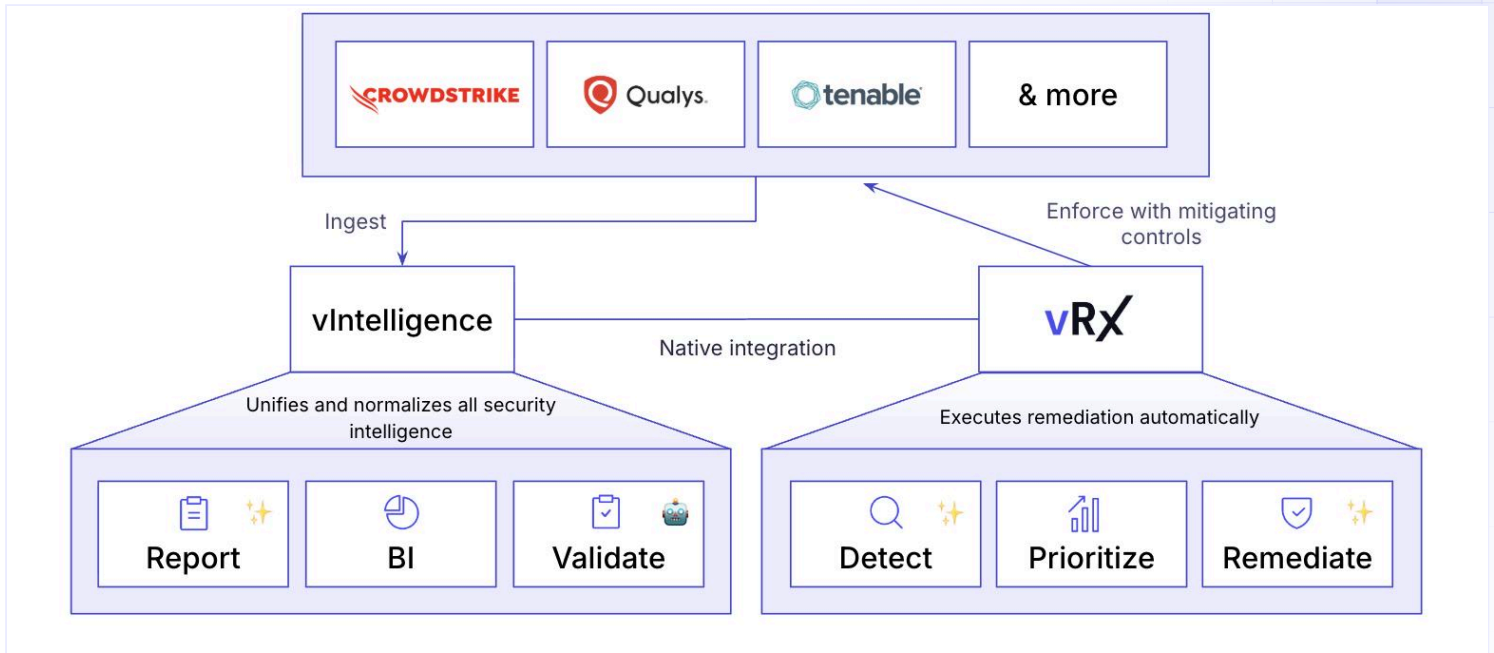 CROWDSTRIKE
Qualys.
tenable
& more
Ingest
Enforce with mitigating
controls
vIntelligence
vRx
Native integration
Unifies and normalizes all security
intelligence
Executes remediation automatically
Report
BI
Validate
Detect
Prioritize
Remediate